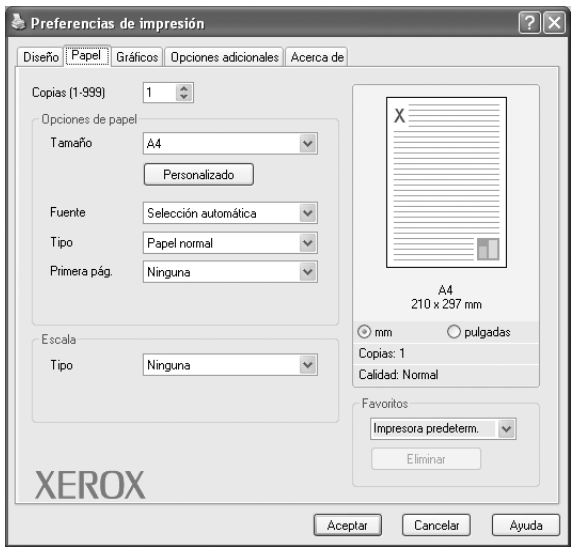 Preferencias de impresión
Diseño Papel Gráficos Opciones adicionales Acerca de
Copias (1-999) 1
Opciones de papel
Tamaño A4
Personalizado
Fuente Selección automática
Tipo Papel normal
Primera pág. Ninguna
Escala
Tipo Ninguna
XEROX
X
A4
210 x 297 mm
mm pulgadas
Copias: 1
Calidad: Normal
Favoritos
Impresora predeterm.
Eliminar
Aceptar Cancelar Ayuda